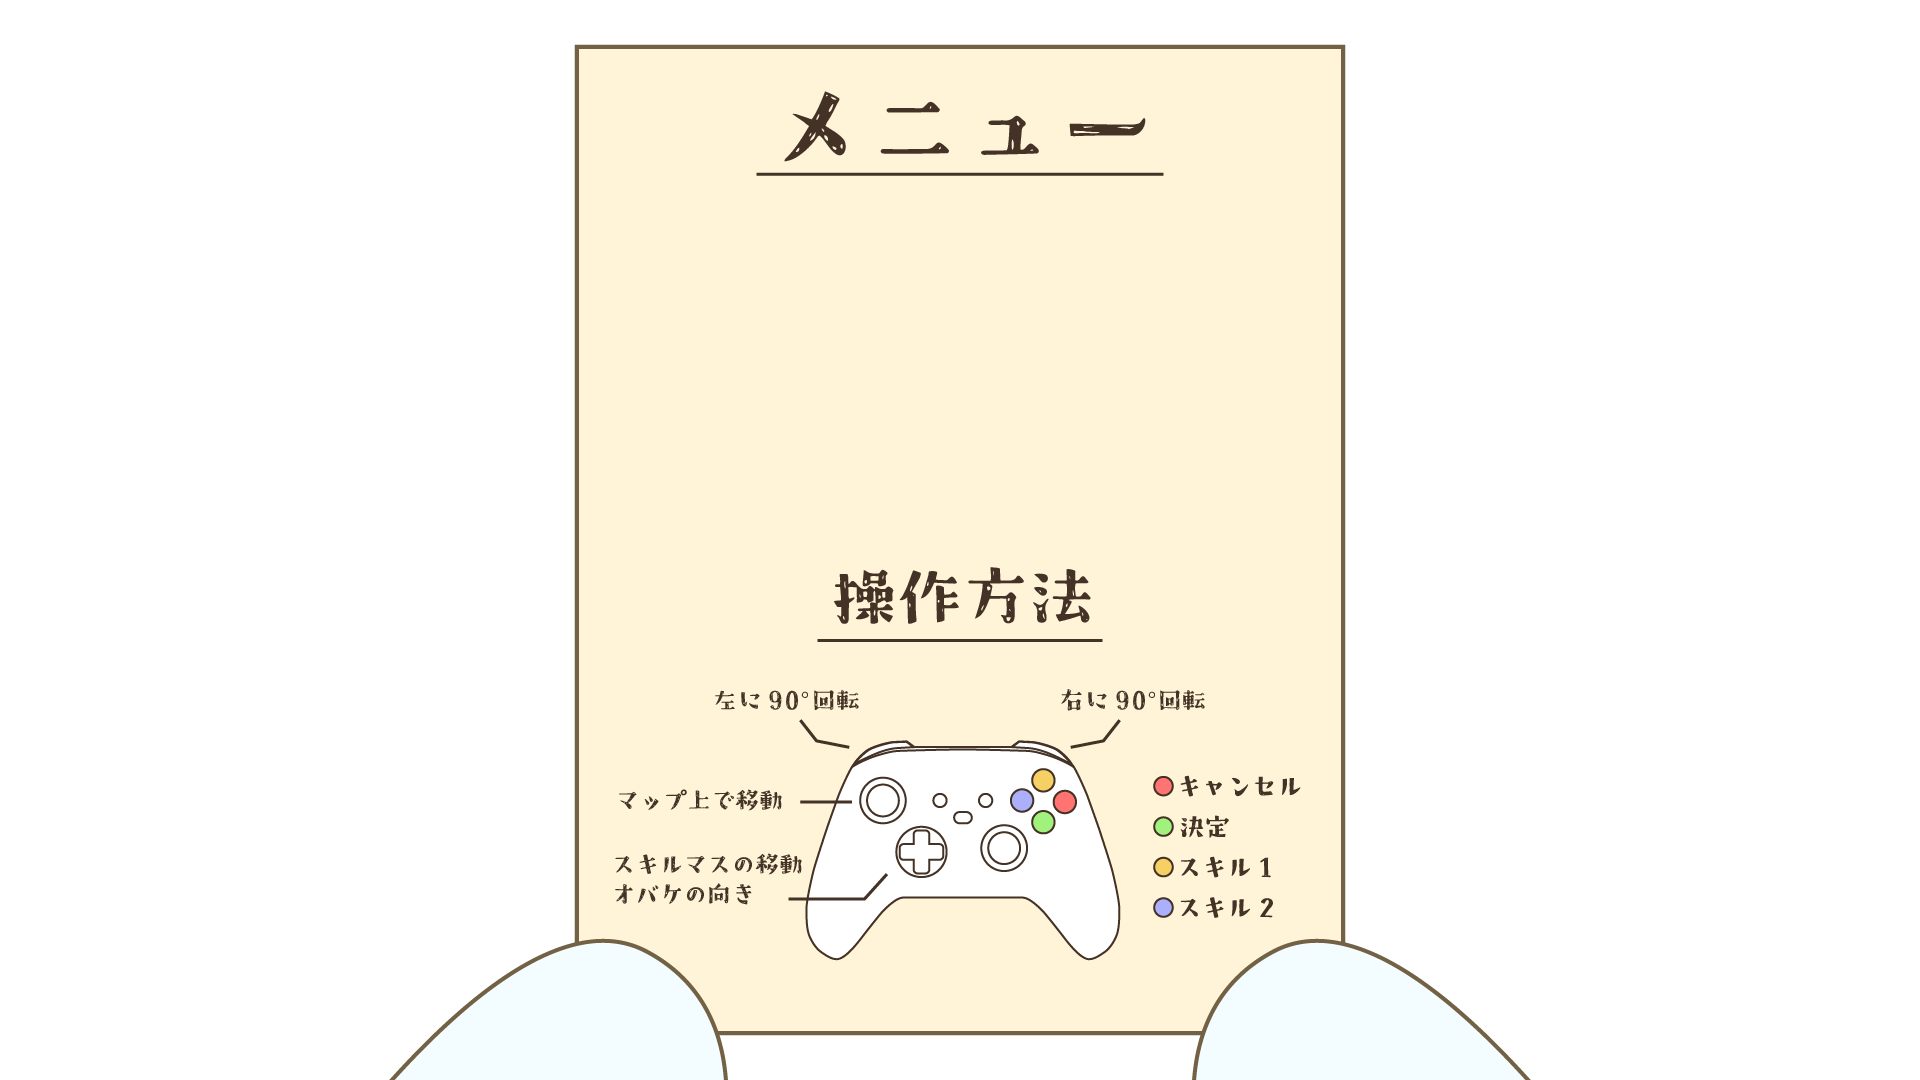 メニュー
操作方法
左に90°回転
右に90°回転
マップ上で移動
スキルマスの移動
オバケの向き
キャンセル
決定
スキル1
スキル2